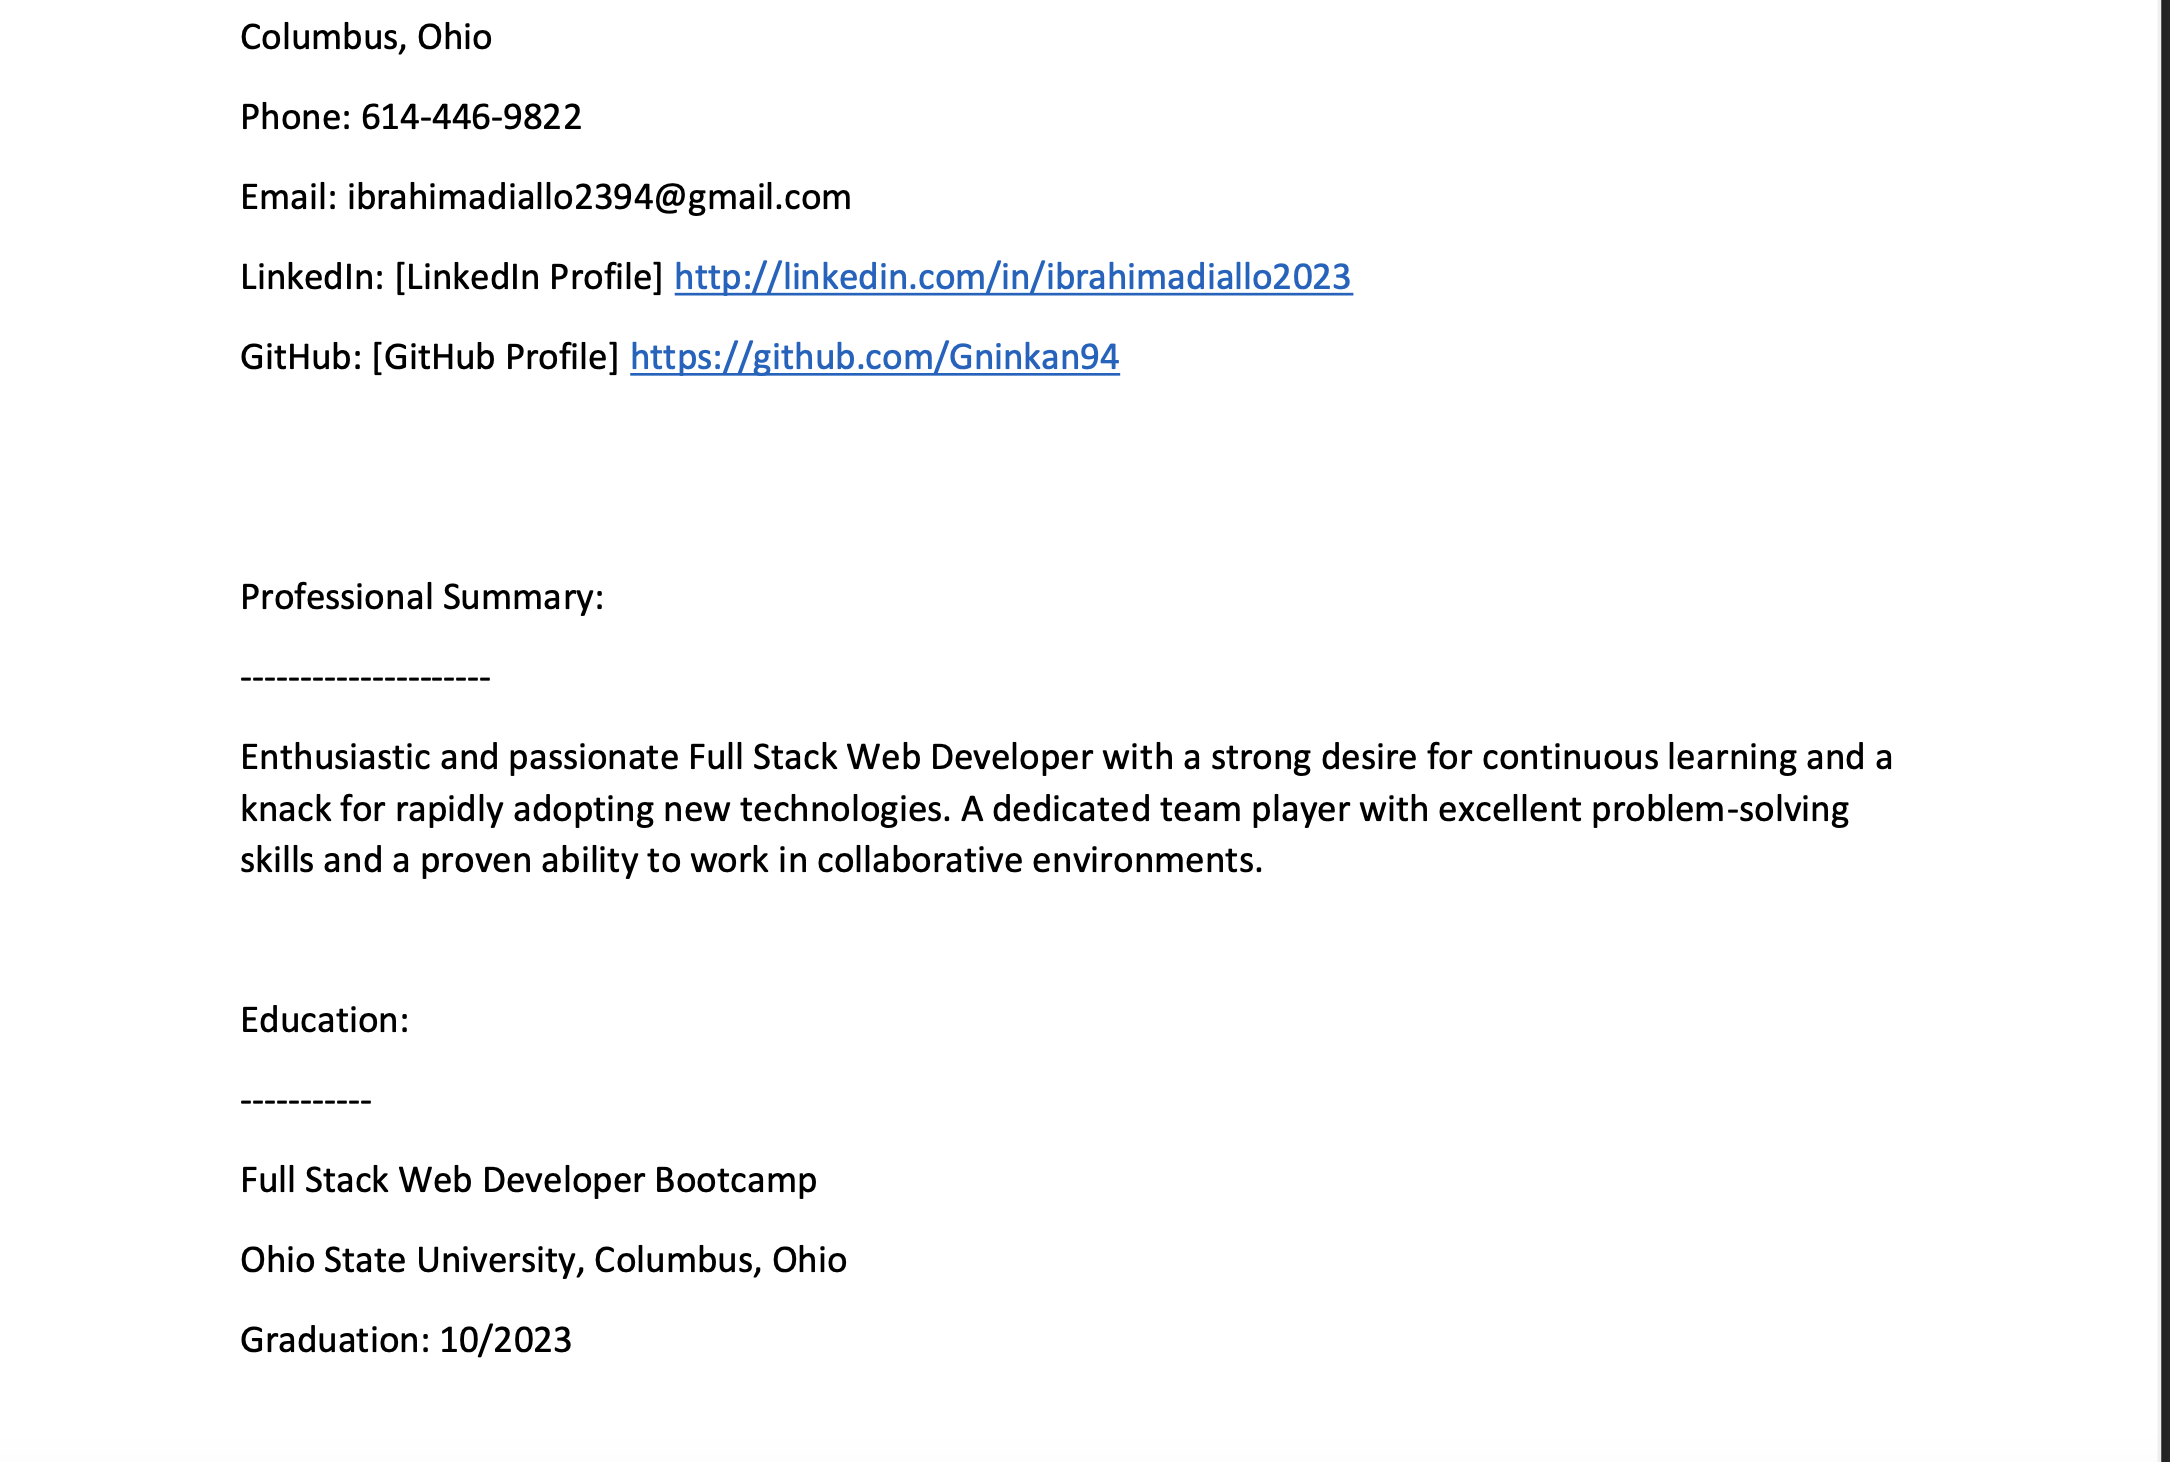 Columbus, Ohio
Phone: 614-446-9822
Email: ibrahimadiallo2394@gmail.com
LinkedIn: [LinkedIn Profile] http://linkedin.com/in/ibrahimadiallo2023
GitHub: [GitHub Profile] https://github.com/Gninkan94
Professional Summary:
---------------------
Enthusiastic and passionate Full Stack Web Developer with a strong desire for continuous learning and a
knack for rapidly adopting new technologies. A dedicated team player with excellent problem-solving
skills and a proven ability to work in collaborative environments.
Education:
-----------
Full Stack Web Developer Bootcamp
Ohio State University, Columbus, Ohio
Graduation: 10/2023